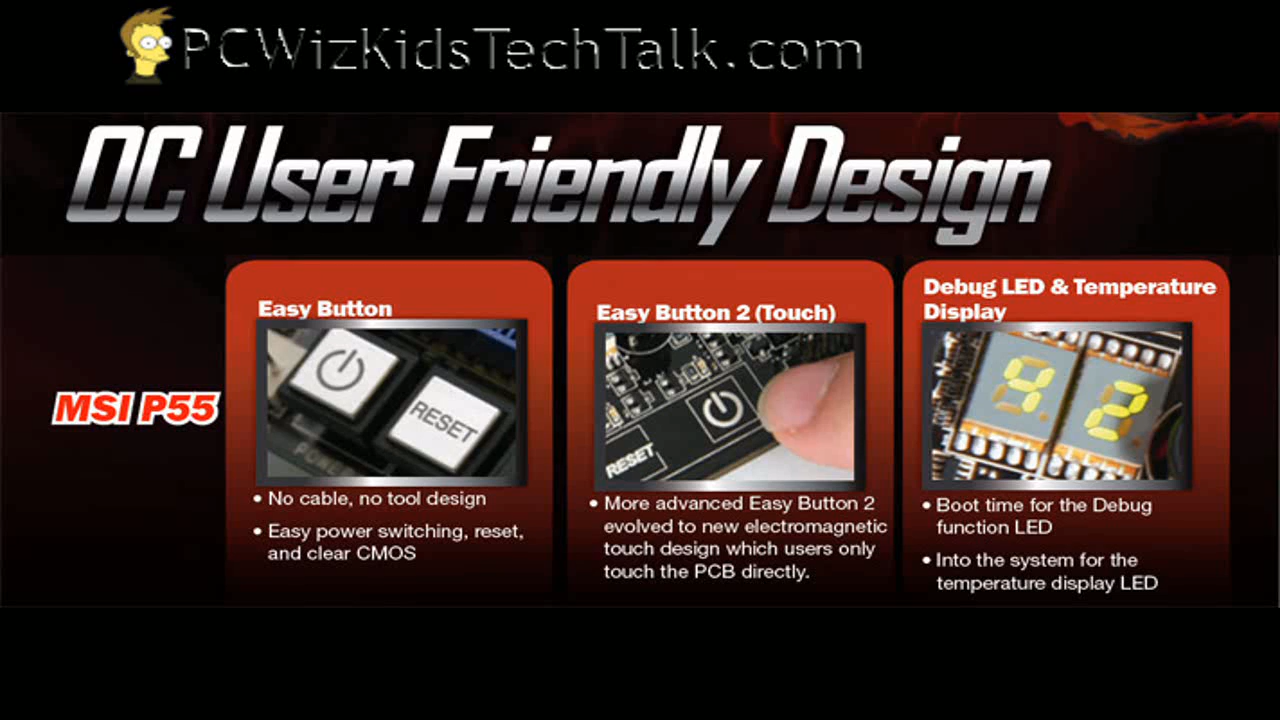 PCWizKidsTechTalk.com
OC User Friendly Design
MSI P55
Easy Button
RESET
POWER
• No cable, no tool design
• Easy power switching, reset,
and clear CMOS
Easy Button 2 (Touch)
RESET
• More advanced Easy Button 2
evolved to new electromagnetic
touch design which users only
touch the PCB directly.
Debug LED & Temperature
Display
92
• Boot time for the Debug
function LED
• Into the system for the
temperature display LED